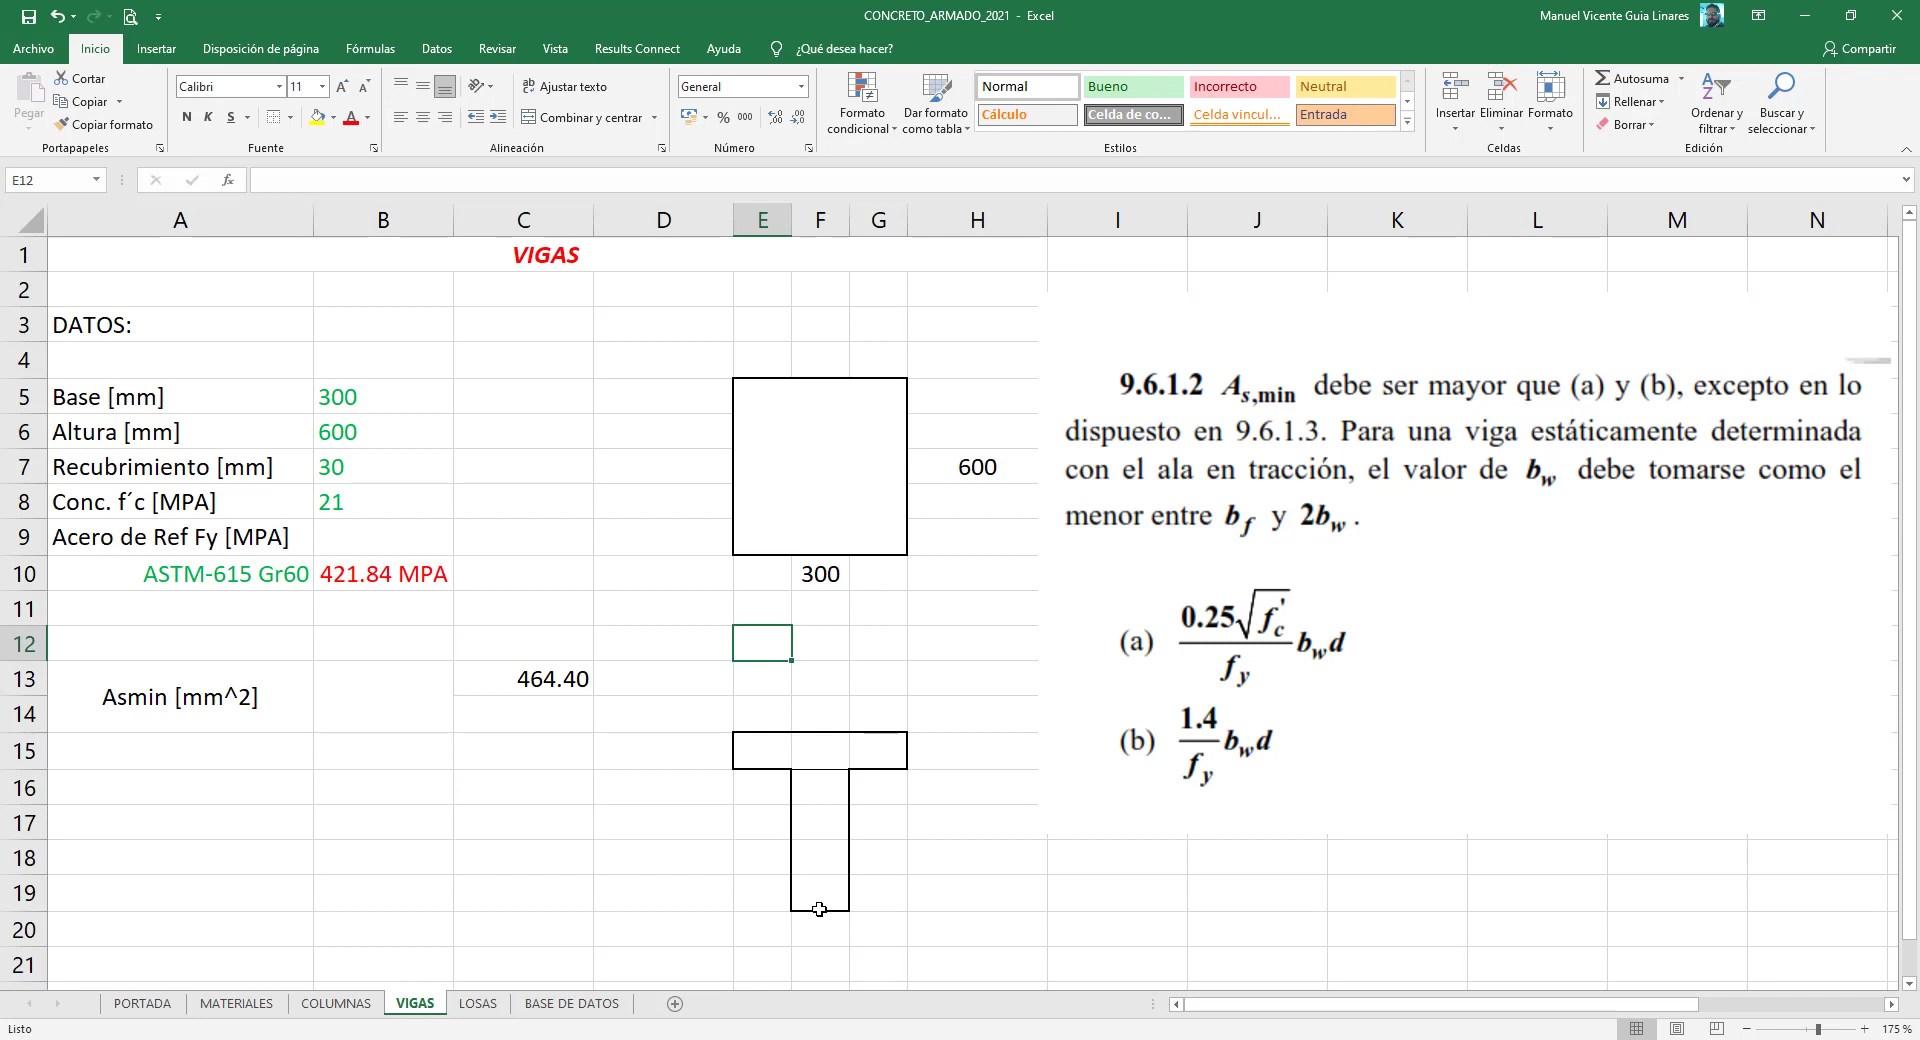 CONCRETO_ARMADO_2021 - Excel
Manuel Vicente Guia Linares
Archivo Inicio Insertar Disposición de página Fórmulas Datos Revisar Vista Results Connect Ayuda ¿Qué desea hacer? Compartir
Pegar
Cortar
Copiar
Copiar formato
Portapapeles
Calibri 11
N K S
Fuente
Ajustar texto
Combinar y centrar
Alineación
General
% 000
Número
Formato condicional
Dar formato como tabla
Normal Bueno Incorrecto Neutral
Cálculo Celda de co... Celda vincul... Entrada
Estilos
Insertar Eliminar Formato
Celdas
Autosuma
Rellenar
Borrar
Ordenar y filtrar
Buscar y seleccionar
Edición
E12 fx
A B C D E F G H I J K L M N
1 VIGAS
2
3 DATOS:
4
5 Base [mm] 300
6 Altura [mm] 600
7 Recubrimiento [mm] 30 600
8 Conc. f´c [MPA] 21
9 Acero de Ref Fy [MPA]
10 ASTM-615 Gr60 421.84 MPA 300
11
12
13 464.40
Asmin [mm^2]
14
15
16
17
18
19
20
21
9.6.1.2 As,min debe ser mayor que (a) y (b), excepto en lo
dispuesto en 9.6.1.3. Para una viga estáticamente determinada
con el ala en tracción, el valor de bw debe tomarse como el
menor entre bf y 2bw .
(a) 0.25√f'c / fy bwd
(b) 1.4 / fy bwd
PORTADA MATERIALES COLUMNAS VIGAS LOSAS BASE DE DATOS
Listo
175 %